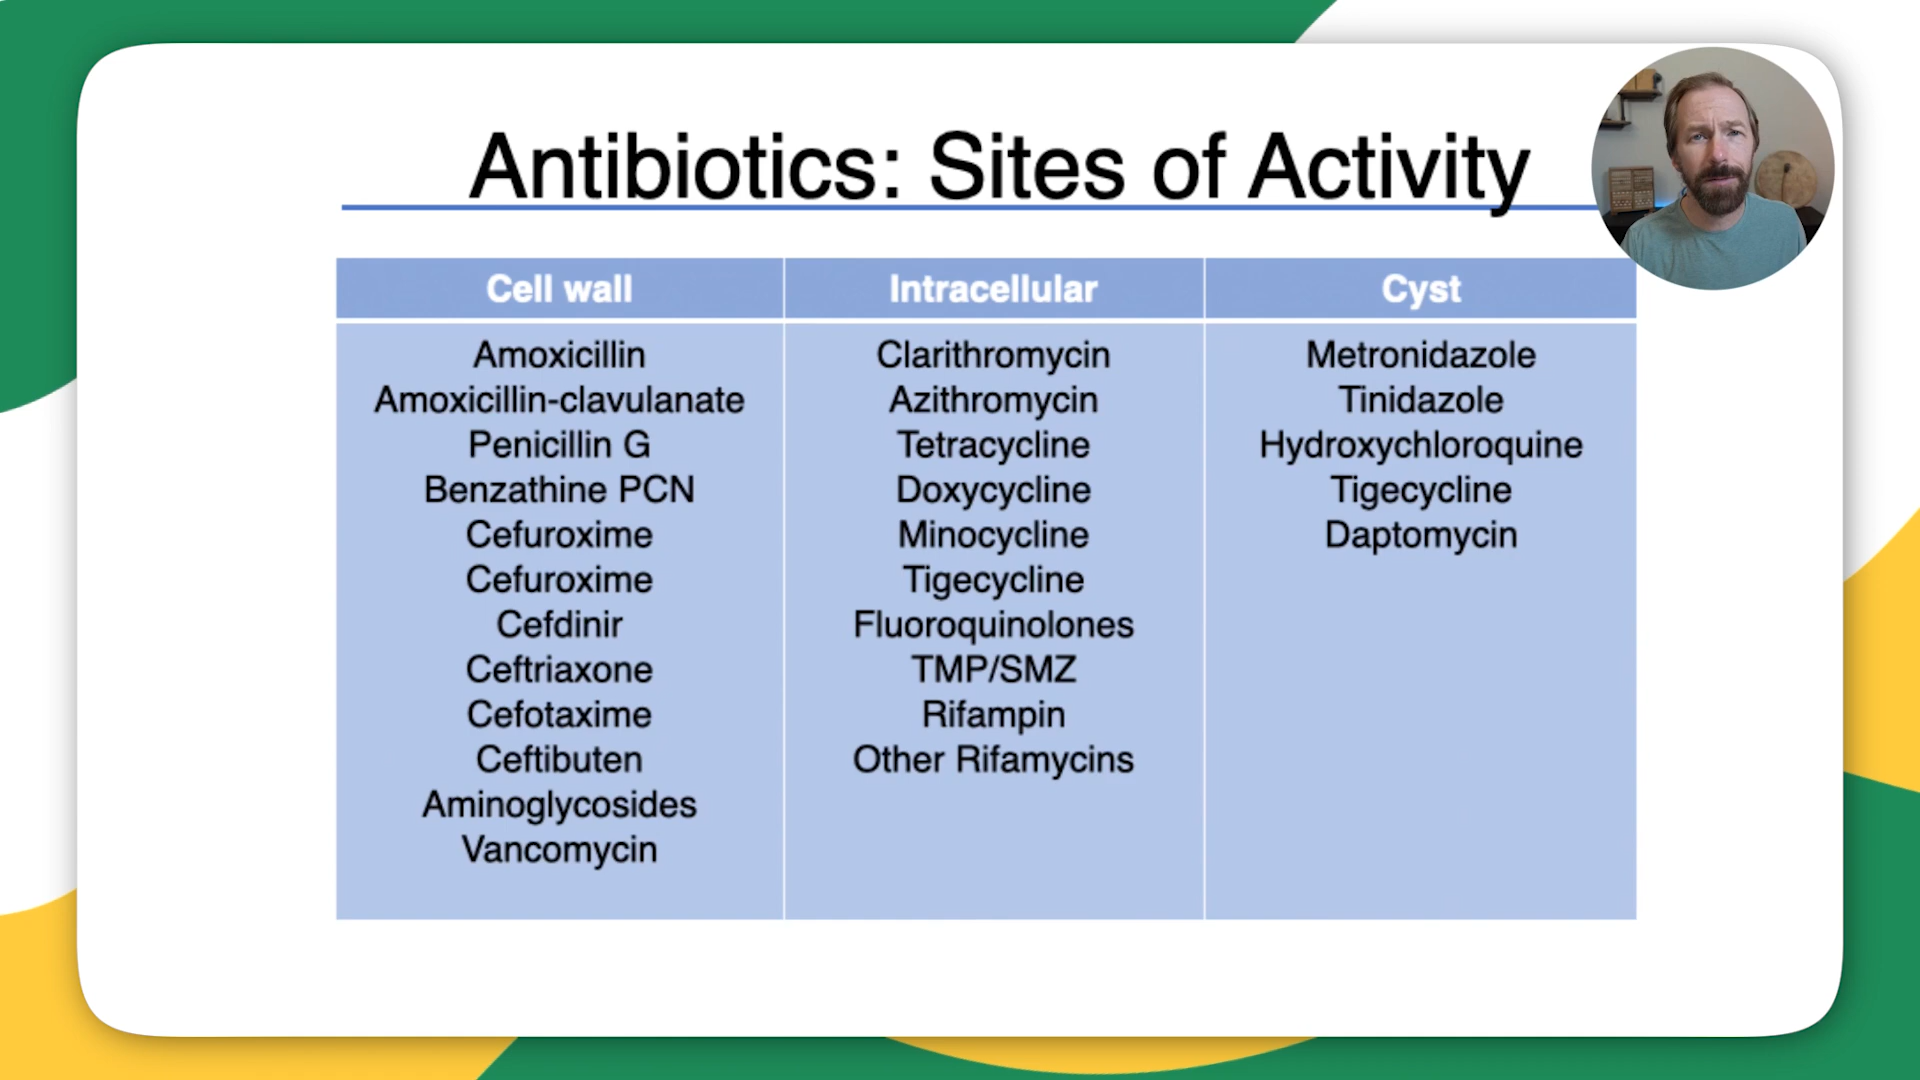 Antibiotics: Sites of Activity
Cell wall
Amoxicillin
Amoxicillin-clavulanate
Penicillin G
Benzathine PCN
Cefuroxime
Cefuroxime
Cefdinir
Ceftriaxone
Cefotaxime
Ceftibuten
Aminoglycosides
Vancomycin
Intracellular
Clarithromycin
Azithromycin
Tetracycline
Doxycycline
Minocycline
Tigecycline
Fluoroquinolones
TMP/SMZ
Rifampin
Other Rifamycins
Cyst
Metronidazole
Tinidazole
Hydroxychloroquine
Tigecycline
Daptomycin